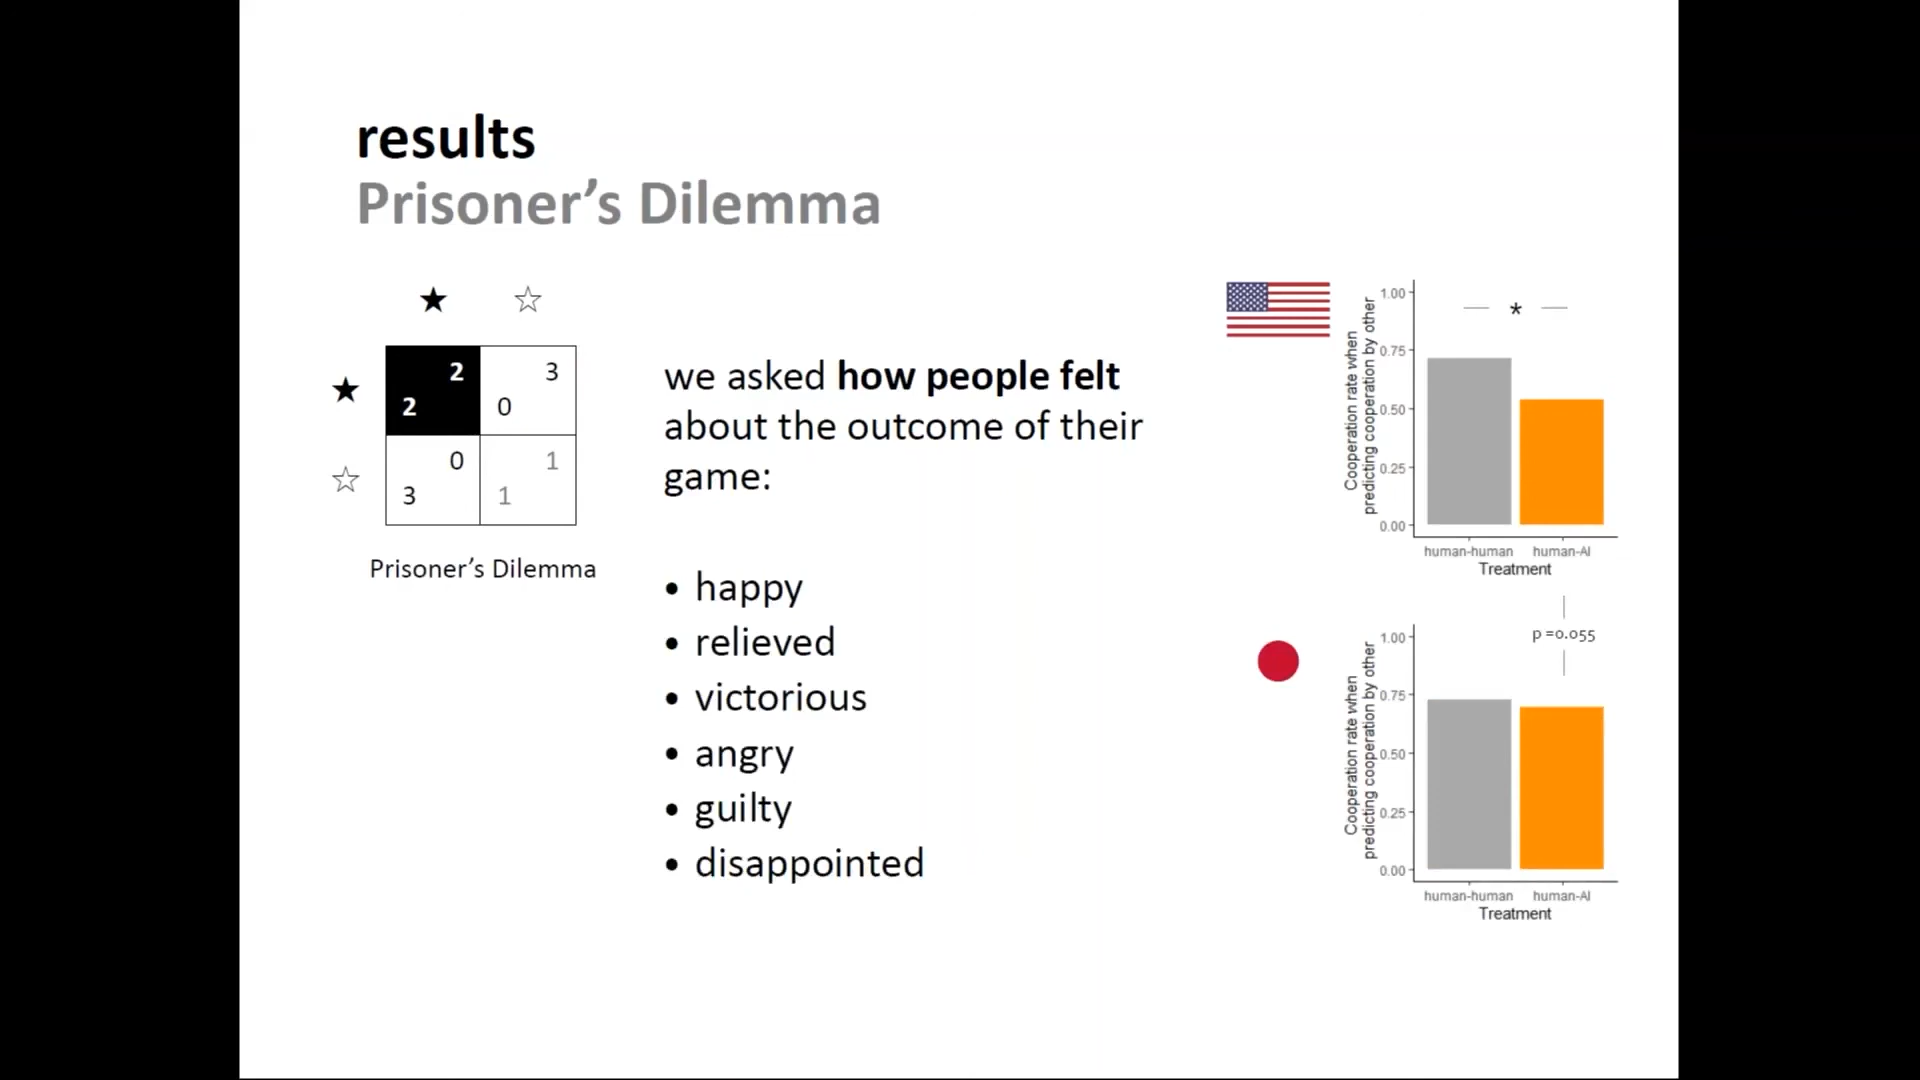 results
Prisoner's Dilemma
★ ☆
★ 2 3
2 0
☆ 0 1
3 1
Prisoner's Dilemma
we asked how people felt
about the outcome of their
game:
• happy
• relieved
• victorious
• angry
• guilty
• disappointed
Cooperation rate when
predicting cooperation by other
1.00
0.75
0.50
0.25
0.00
*
human-human human-AI
Treatment
p =0.055
Cooperation rate when
predicting cooperation by other
1.00
0.75
0.50
0.25
0.00
human-human human-AI
Treatment